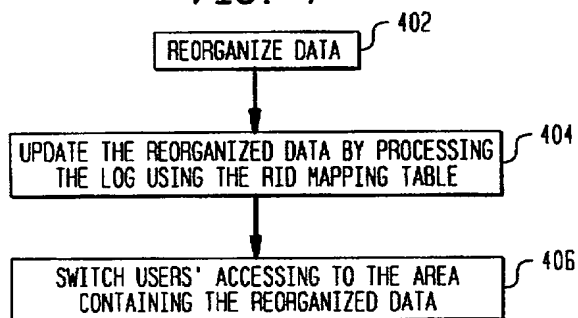 402
REORGANIZE DATA
404
UPDATE THE REORGANIZED DATA BY PROCESSING
THE LOG USING THE RID MAPPING TABLE
406
SWITCH USERS' ACCESSING TO THE AREA
CONTAINING THE REORGANIZED DATA